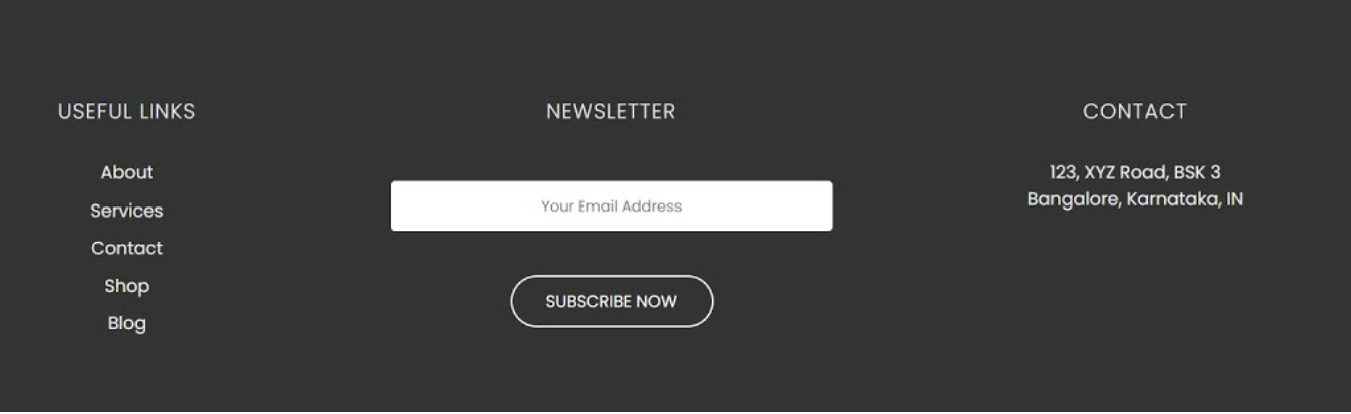 USEFUL LINKS
About
Services
Contact
Shop
Blog
NEWSLETTER
Your Email Address
SUBSCRIBE NOW
CONTACT
123, XYZ Road, BSK 3
Bangalore, Karnataka, IN